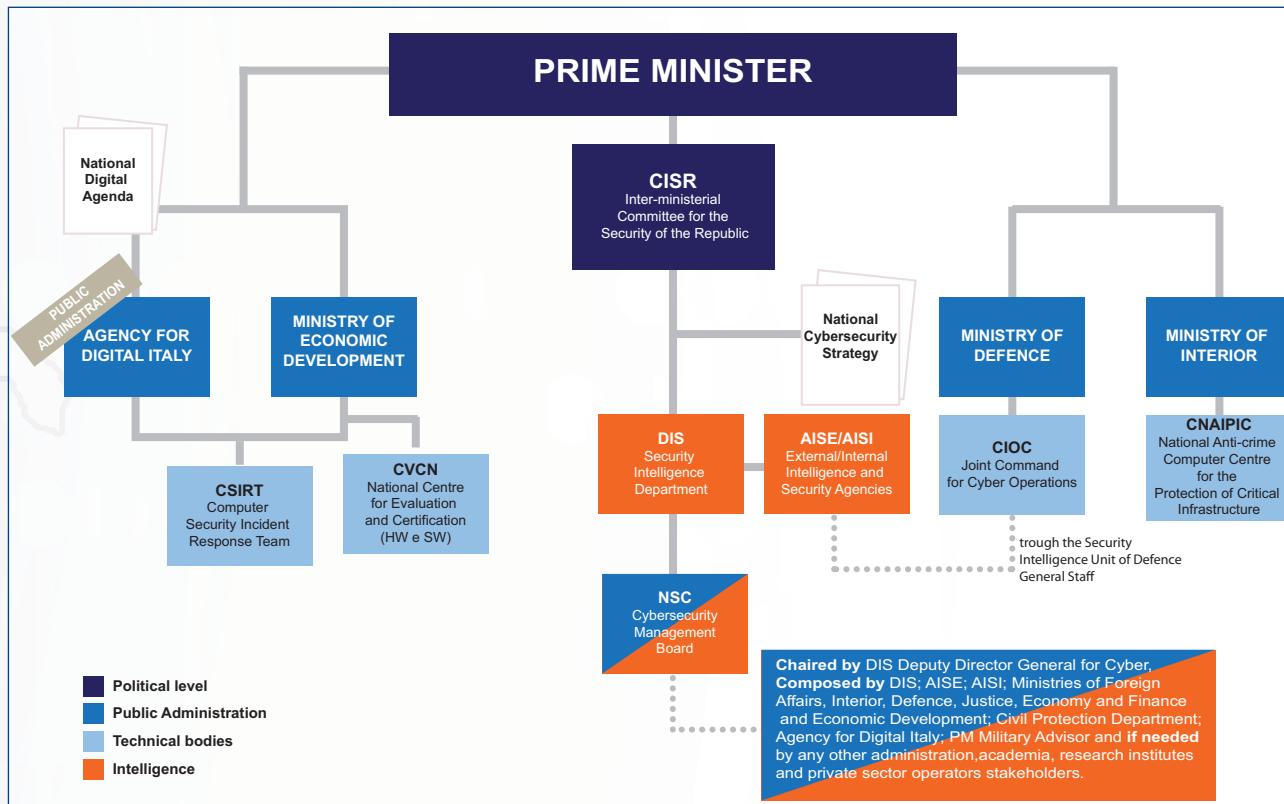 PRIME MINISTER
National
Digital
Agenda
CISR
Inter-ministerial
Committee for the
Security of the Republic
PUBLIC
ADMINISTRATION
AGENCY FOR
DIGITAL ITALY
MINISTRY OF
ECONOMIC
DEVELOPMENT
National
Cybersecurity
Strategy
MINISTRY OF
DEFENCE
MINISTRY OF
INTERIOR
CSIRT
Computer
Security Incident
Response Team
CVCN
National Centre
for Evaluation
and Certification
(HW e SW)
DIS
Security
Intelligence
Department
AISE/AISI
External/Internal
Intelligence and
Security Agencies
CIOC
Joint Command
for Cyber Operations
CNAIPIC
National Anti-crime
Computer Centre
for the
Protection of Critical
Infrastructure
trough the Security
Intelligence Unit of Defence
General Staff
NSC
Cybersecurity
Management
Board
Chaired by DIS Deputy Director General for Cyber,
Composed by DIS; AISE; AISI; Ministries of Foreign
Affairs, Interior, Defence, Justice, Economy and Finance
and Economic Development; Civil Protection Department;
Agency for Digital Italy; PM Military Advisor and if needed
by any other administration,academia, research institutes
and private sector operators stakeholders.
Political level
Public Administration
Technical bodies
Intelligence